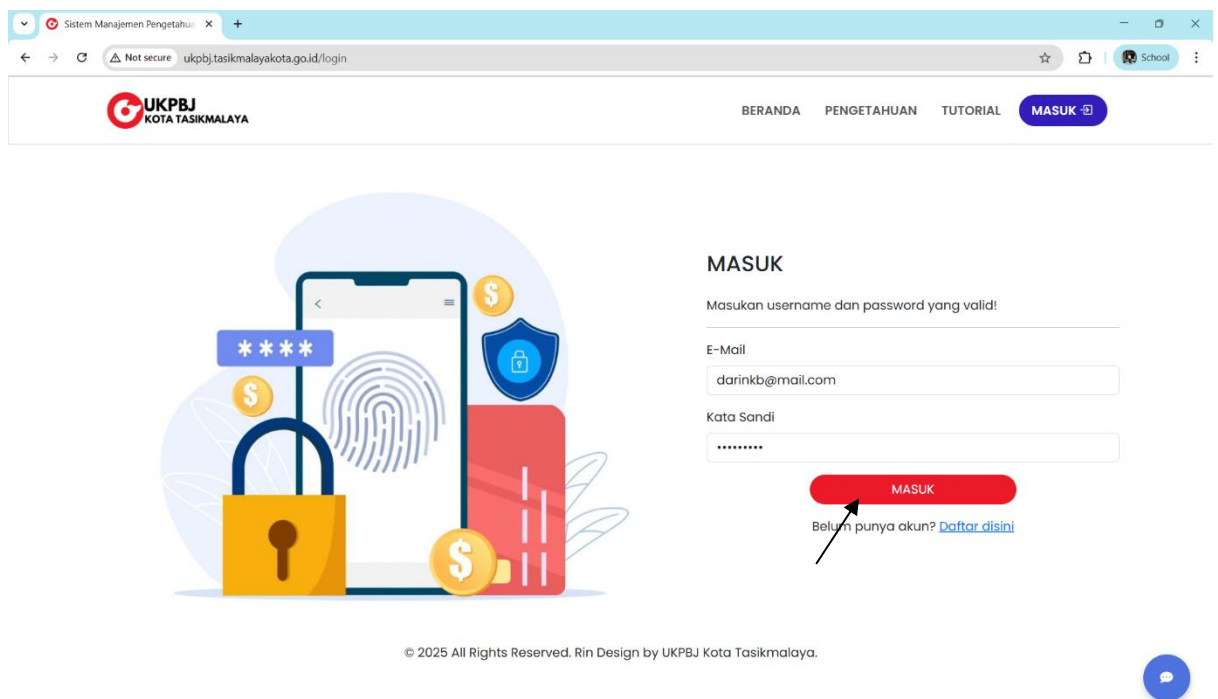 Sistem Manajemen Pengetahua
Not secure ukpbj.tasikmalayakota.go.id/login
School
UKPBJ
KOTA TASIKMALAYA
BERANDA PENGETAHUAN TUTORIAL MASUK
MASUK
Masukan username dan password yang valid!
E-Mail
darinkb@mail.com
Kata Sandi
•••••••••
MASUK
Belum punya akun? Daftar disini
****
$
$
$
© 2025 All Rights Reserved. Rin Design by UKPBJ Kota Tasikmalaya.